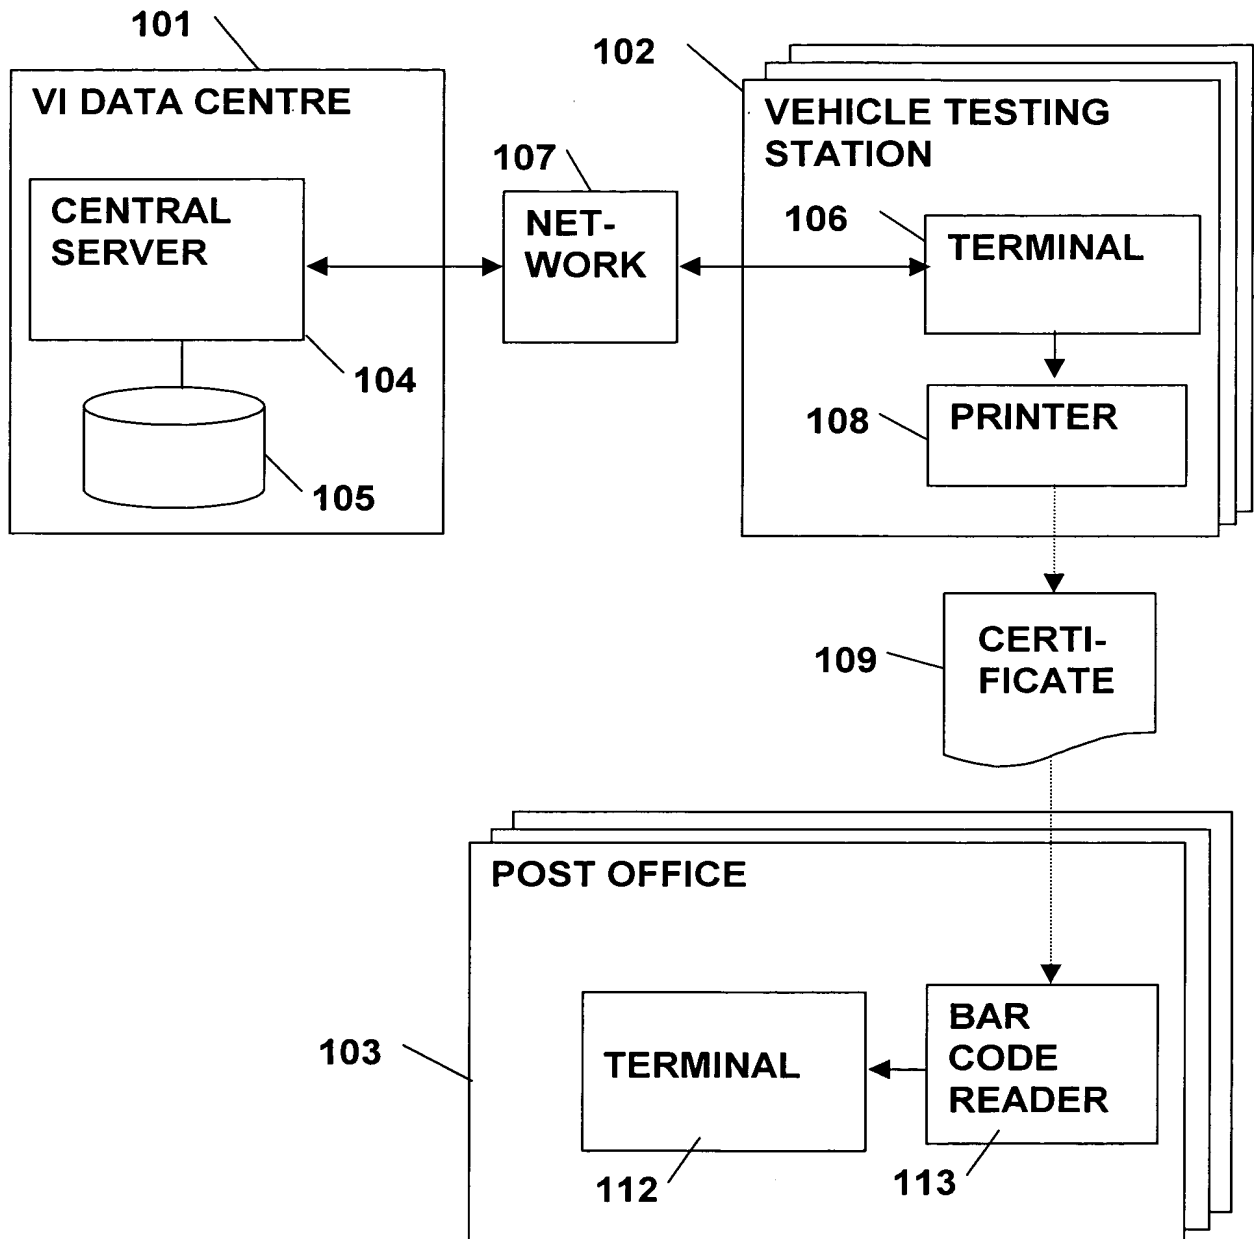 101
102
VI DATA CENTRE
VEHICLE TESTING
STATION
107
CENTRAL
SERVER
NET-
WORK
106
TERMINAL
104
108
PRINTER
105
109
CERTI-
FICATE
POST OFFICE
103
TERMINAL
BAR
CODE
READER
112
113